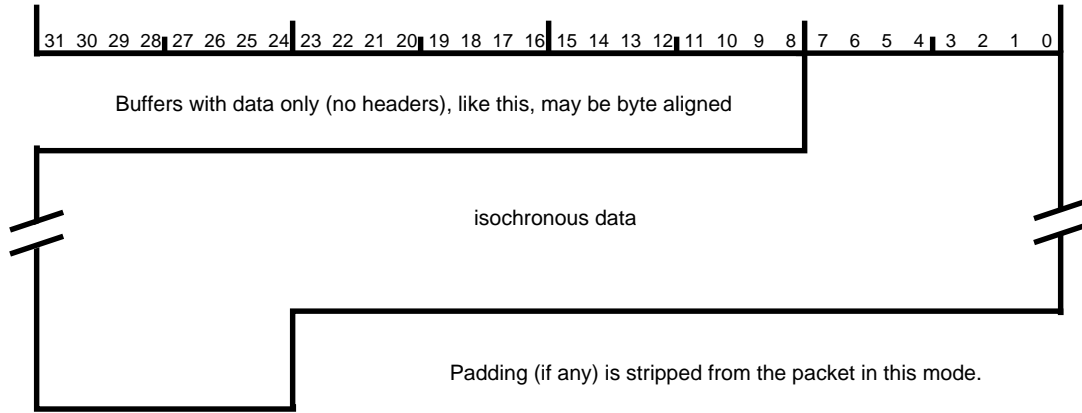 31 30 29 28 27 26 25 24 23 22 21 20 19 18 17 16 15 14 13 12 11 10 9 8 7 6 5 4 3 2 1 0
Buffers with data only (no headers), like this, may be byte aligned
isochronous data
Padding (if any) is stripped from the packet in this mode.